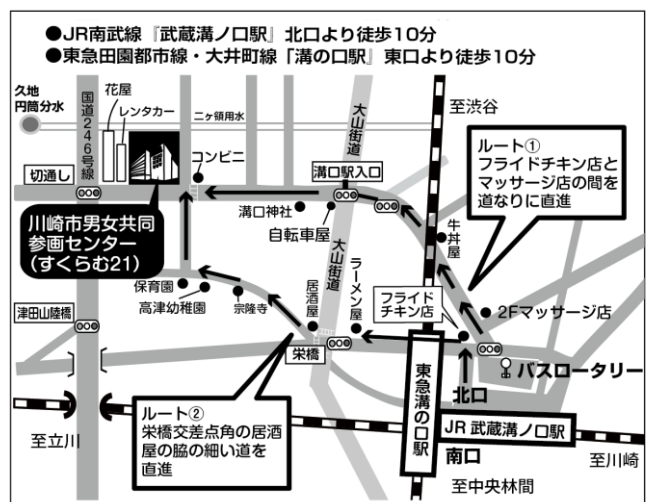 ●JR南武線『武蔵溝ノ口駅』北口より徒歩10分
●東急田園都市線・大井町線「溝の口駅」東口より徒歩10分
久地
円筒分水
国道246号線
花屋
レンタカー
二ヶ領用水
大山街道
至渋谷
コンビニ
切通し
溝口駅入口
ルート①
フライドチキン店と
マッサージ店の間を
道なりに直進
川崎市男女共同
参画センター
(すくらむ21)
溝口神社
自転車屋
牛丼屋
大山街道
保育園
高津幼稚園
宗隆寺
居酒屋
ラーメン屋
フライド
チキン店
2Fマッサージ店
津田山陸橋
栄橋
バスロータリー
北口
東急溝の口駅
ルート②
栄橋交差点角の居酒
屋の脇の細い道を
直進
JR 武蔵溝ノ口駅
至立川
南口
至川崎
至中央林間